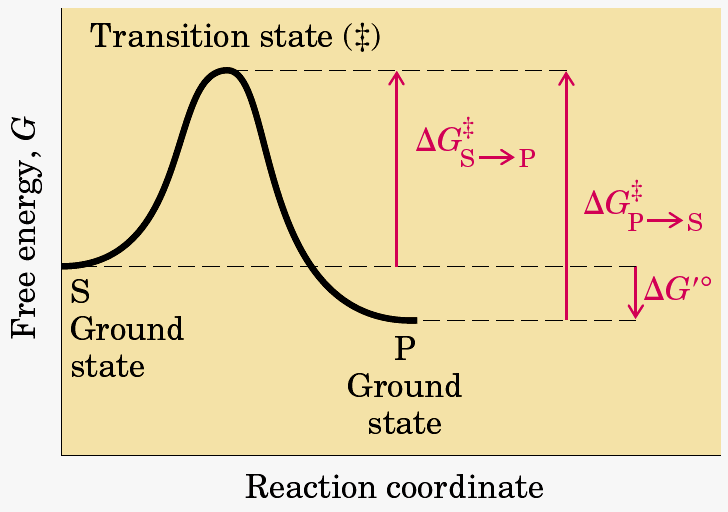 Transition state (‡)
Free energy, G
ΔG‡S→P
ΔG‡P→S
ΔG′°
S
Ground
state
P
Ground
state
Reaction coordinate